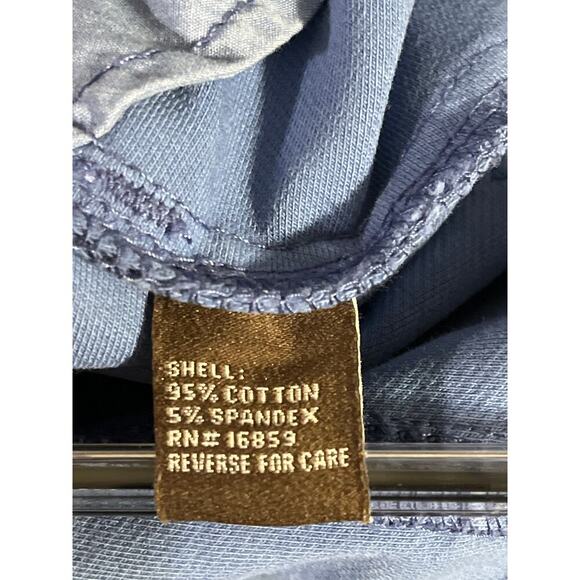 SHELL:
95% COTTON
5% SPANDEX
RN# 16859
REVERSE FOR CARE